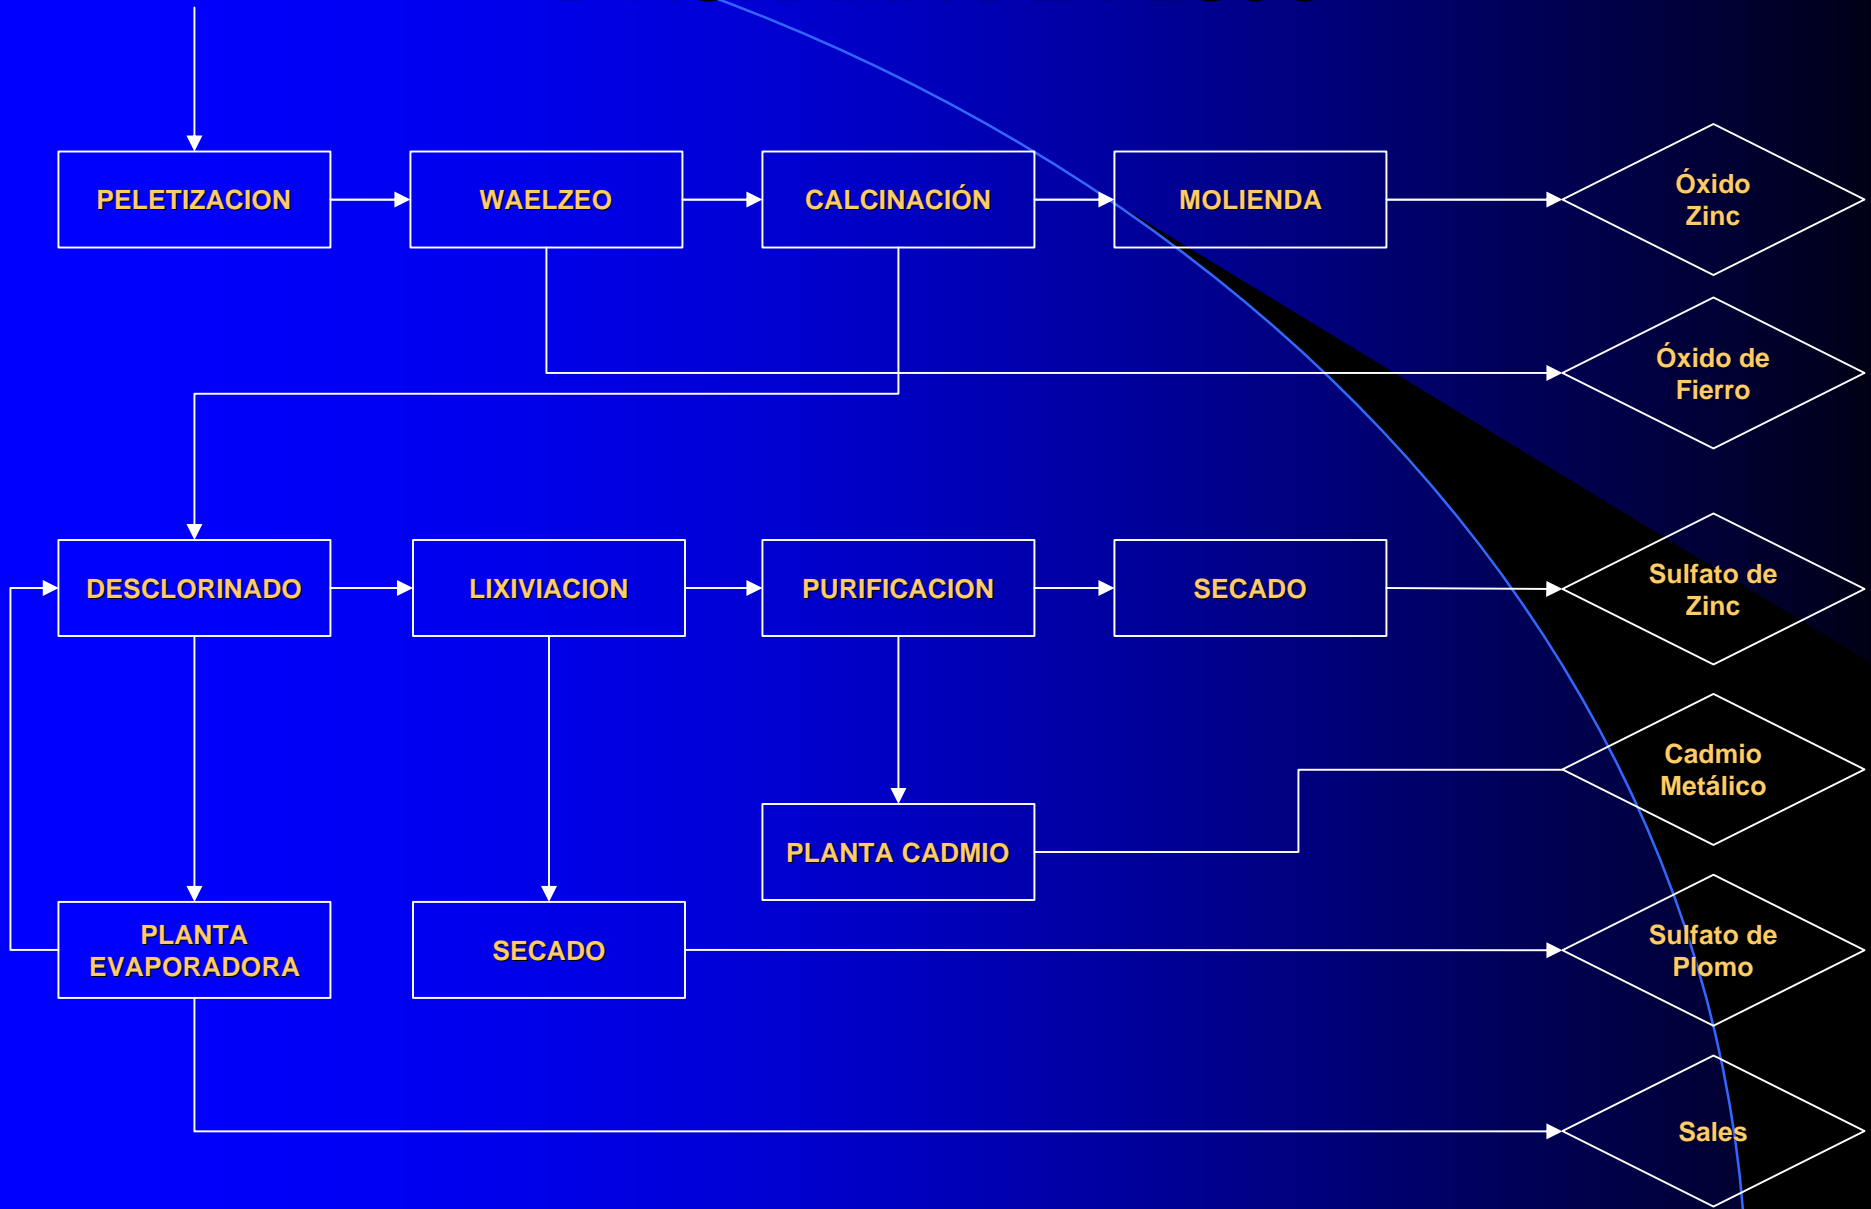 PELETIZACION
WAELZEO
CALCINACIÓN
MOLIENDA
Óxido
Zinc
Óxido de
Fierro
DESCLORINADO
LIXIVIACION
PURIFICACION
SECADO
Sulfato de
Zinc
Cadmio
Metálico
PLANTA CADMIO
PLANTA
EVAPORADORA
SECADO
Sulfato de
Plomo
Sales